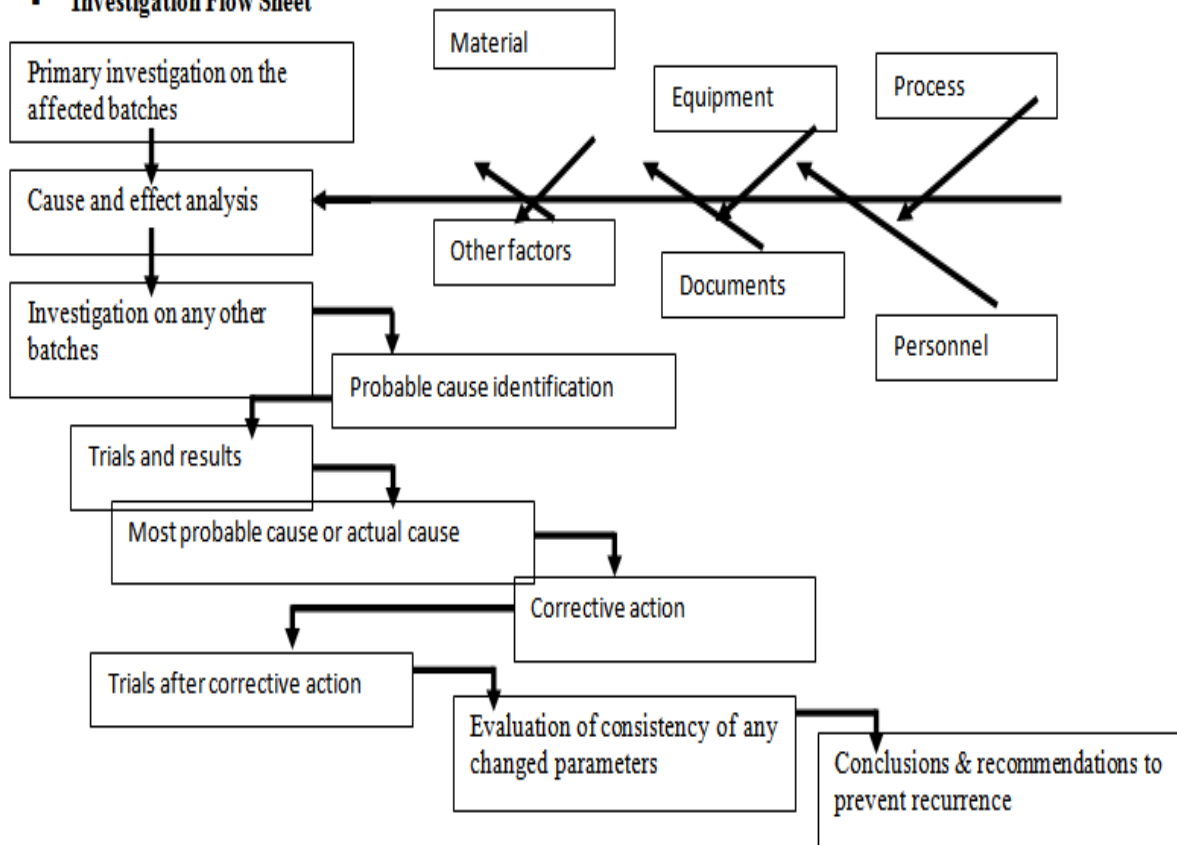 ▪ Investigation Flow Sheet
Material
Primary investigation on the
affected batches
Equipment
Process
Cause and effect analysis
Other factors
Documents
Personnel
Investigation on any other
batches
Probable cause identification
Trials and results
Most probable cause or actual cause
Corrective action
Trials after corrective action
Evaluation of consistency of any
changed parameters
Conclusions & recommendations to
prevent recurrence